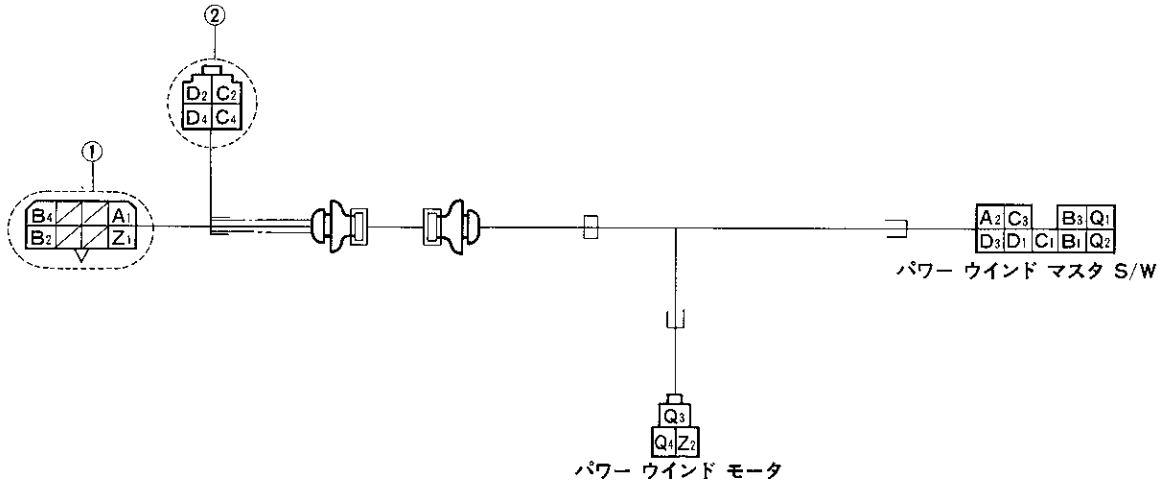 ②
D2 C2
D4 C4
①
B4 A1
B2 Z1
A2 C3 B3 Q1
D3 D1 C1 B1 Q2
パワー ウインド マスタ S/W
Q3
Q4 Z2
パワー ウインド モータ